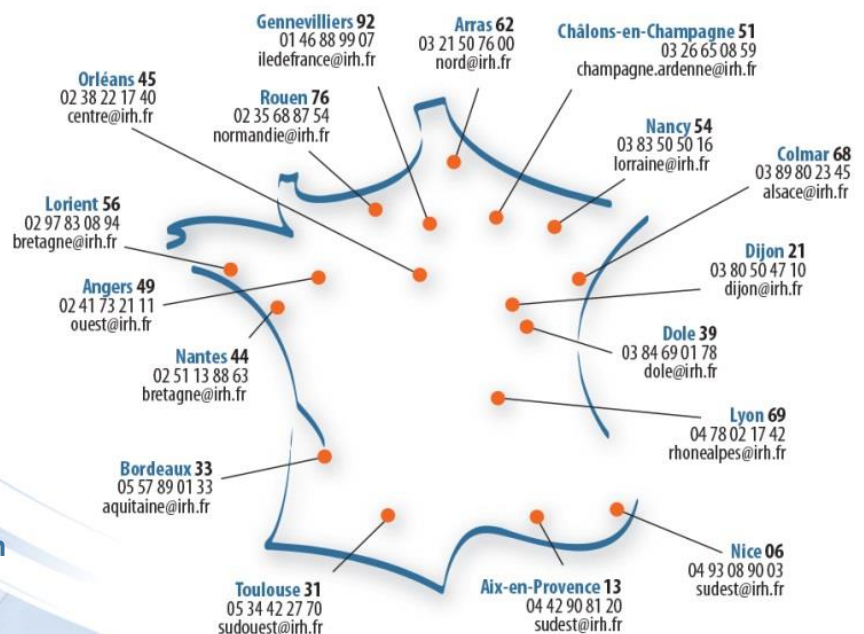 Gennevilliers 92
01 46 88 99 07
iledefrance@irh.fr
Arras 62
03 21 50 76 00
nord@irh.fr
Châlons-en-Champagne 51
03 26 65 08 59
champagne.ardenne@irh.fr
Orléans 45
02 38 22 17 40
centre@irh.fr
Rouen 76
02 35 68 87 54
normandie@irh.fr
Nancy 54
03 83 50 50 16
lorraine@irh.fr
Colmar 68
03 89 80 23 45
alsace@irh.fr
Lorient 56
02 97 83 08 94
bretagne@irh.fr
Dijon 21
03 80 50 47 10
dijon@irh.fr
Angers 49
02 41 73 21 11
ouest@irh.fr
Dole 39
03 84 69 01 78
dole@irh.fr
Nantes 44
02 51 13 88 63
bretagne@irh.fr
Lyon 69
04 78 02 17 42
rhonealpes@irh.fr
Bordeaux 33
05 57 89 01 33
aquitaine@irh.fr
Nice 06
04 93 08 90 03
sudest@irh.fr
Toulouse 31
05 34 42 27 70
sudouest@irh.fr
Aix-en-Provence 13
04 42 90 81 20
sudest@irh.fr